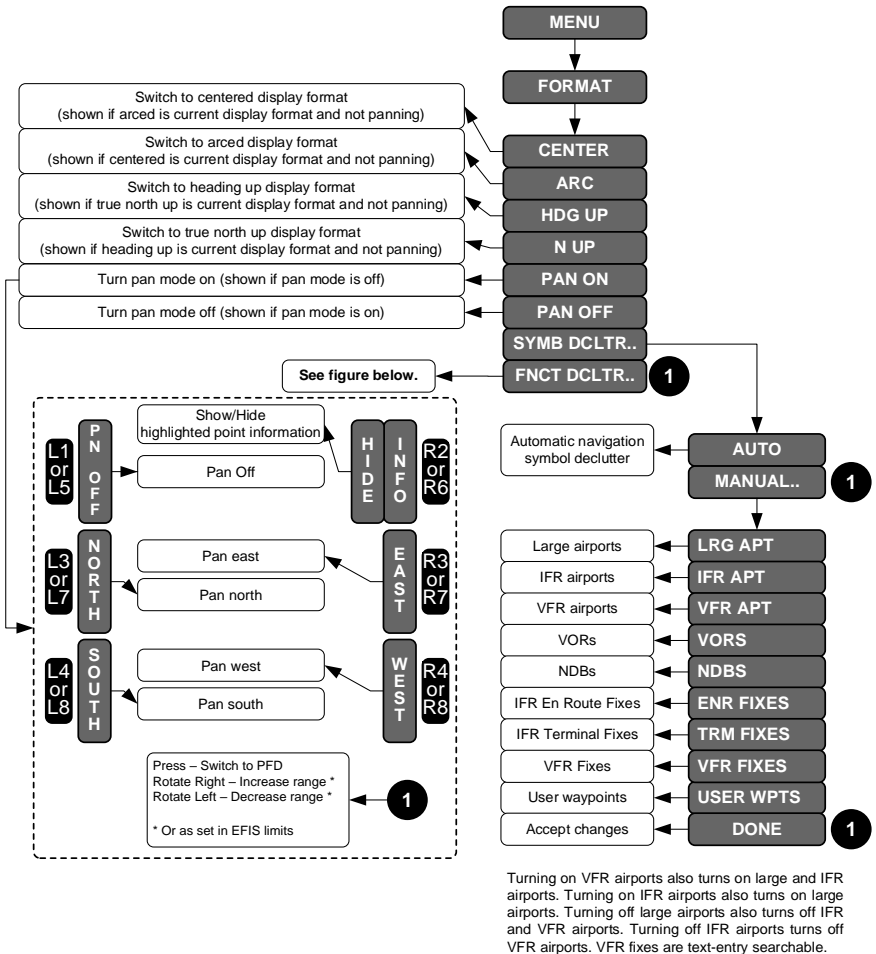 MENU
FORMAT
Switch to centered display format
(shown if arced is current display format and not panning)
Switch to arced display format
(shown if centered is current display format and not panning)
Switch to heading up display format
(shown if true north up is current display format and not panning)
Switch to true north up display format
(shown if heading up is current display format and not panning)
Turn pan mode on (shown if pan mode is off)
Turn pan mode off (shown if pan mode is on)
CENTER
ARC
HDG UP
N UP
PAN ON
PAN OFF
SYMB DCLTR..
FNCT DCLTR..
1
See figure below.
L1
or
L5
PN OFF
Show/Hide
highlighted point information
Pan Off
HIDE
INFO
R2
or
R6
L3
or
L7
NORTH
Pan east
Pan north
EAST
R3
or
R7
L4
or
L8
SOUTH
Pan west
Pan south
WEST
R4
or
R8
Press – Switch to PFD
Rotate Right – Increase range *
Rotate Left – Decrease range *
* Or as set in EFIS limits
1
Automatic navigation
symbol declutter
AUTO
MANUAL..
1
Large airports
LRG APT
IFR airports
IFR APT
VFR airports
VFR APT
VORs
VORS
NDBs
NDBS
IFR En Route Fixes
ENR FIXES
IFR Terminal Fixes
TRM FIXES
VFR Fixes
VFR FIXES
User waypoints
USER WPTS
Accept changes
DONE
1
Turning on VFR airports also turns on large and IFR
airports. Turning on IFR airports also turns on large
airports. Turning off large airports also turns off IFR
and VFR airports. Turning off IFR airports turns off
VFR airports. VFR fixes are text-entry searchable.